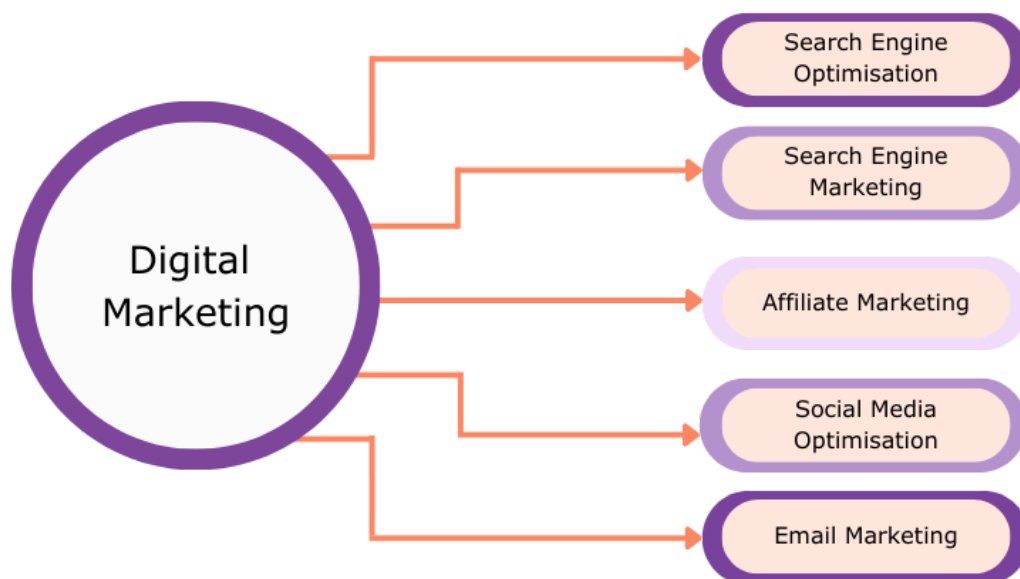 Digital
Marketing
Search Engine
Optimisation
Search Engine
Marketing
Affiliate Marketing
Social Media
Optimisation
Email Marketing